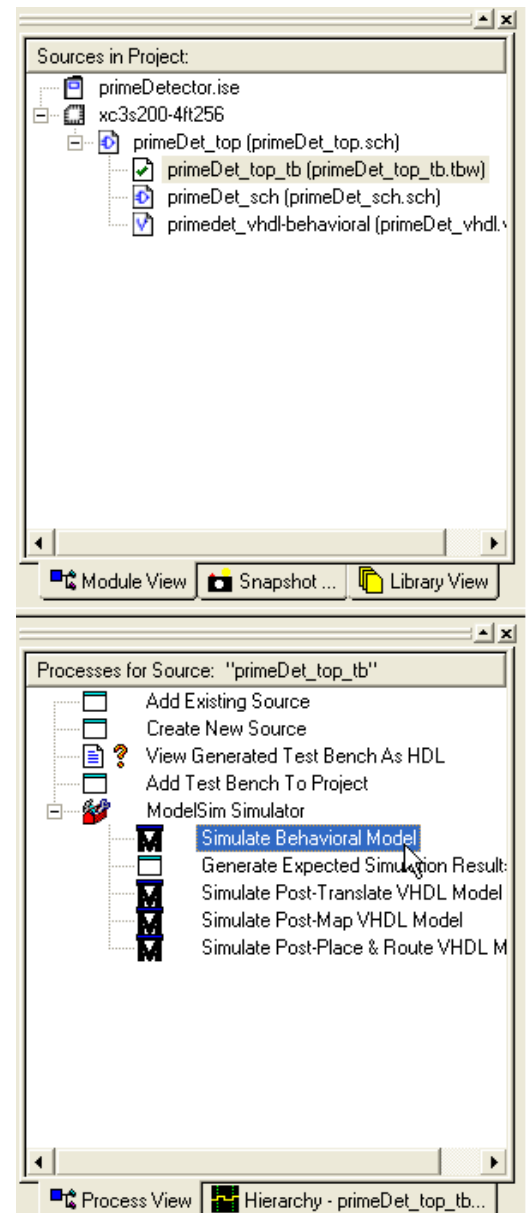 Sources in Project:
primeDetector.ise
xc3s200-4ft256
primeDet_top (primeDet_top.sch)
primeDet_top_tb (primeDet_top_tb.tbw)
primeDet_sch (primeDet_sch.sch)
primedet_vhdl-behavioral (primeDet_vhdl.v
Module View Snapshot ... Library View
Processes for Source: "primeDet_top_tb"
Add Existing Source
Create New Source
View Generated Test Bench As HDL
Add Test Bench To Project
ModelSim Simulator
Simulate Behavioral Model
Generate Expected Simulation Results
Simulate Post-Translate VHDL Model
Simulate Post-Map VHDL Model
Simulate Post-Place & Route VHDL M
Process View Hierarchy - primeDet_top_tb...